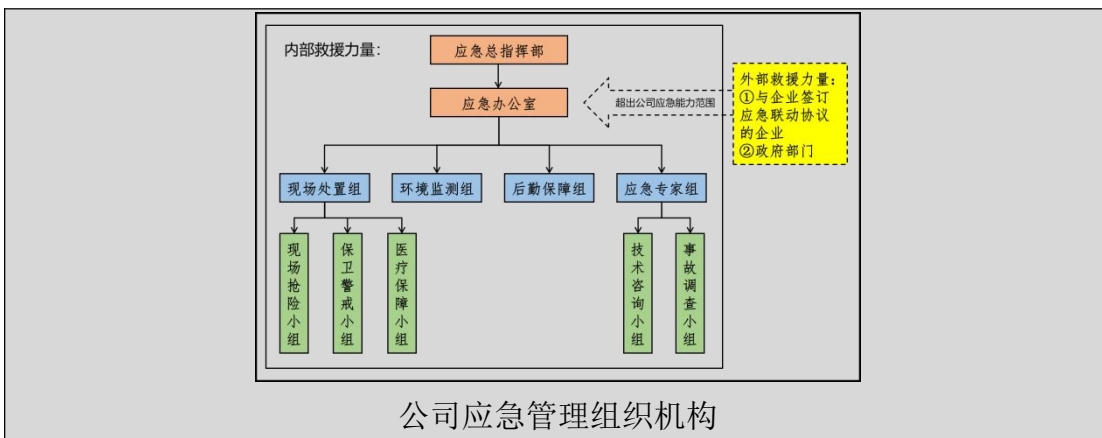 内部救援力量：
应急总指挥部
应急办公室
超出公司应急能力范围
外部救援力量：
①与企业签订
应急联动协议
的企业
②政府部门
现场处置组
环境监测组
后勤保障组
应急专家组
现场抢险小组
保卫警戒小组
医疗保障小组
技术咨询小组
事故调查小组
公司应急管理组织机构